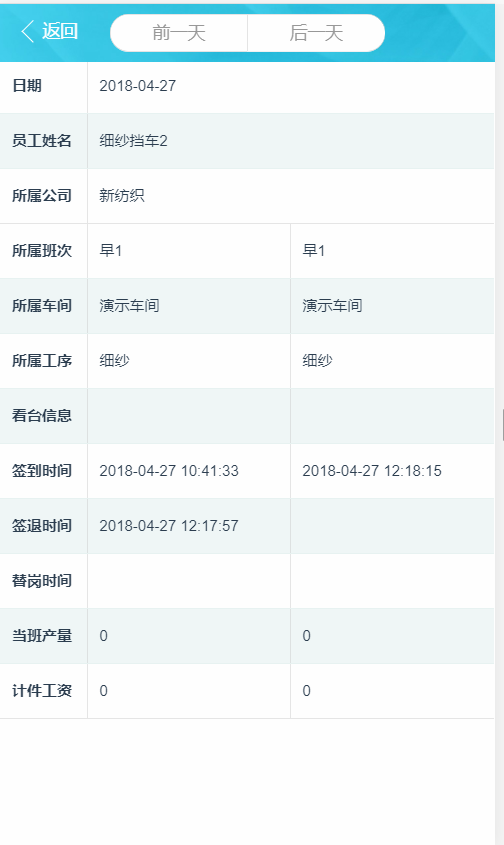 返回 前一天 后一天
日期 2018-04-27
员工姓名 细纱挡车2
所属公司 新纺织
所属班次 早1 早1
所属车间 演示车间 演示车间
所属工序 细纱 细纱
看台信息
签到时间 2018-04-27 10:41:33 2018-04-27 12:18:15
签退时间 2018-04-27 12:17:57
替岗时间
当班产量 0 0
计件工资 0 0